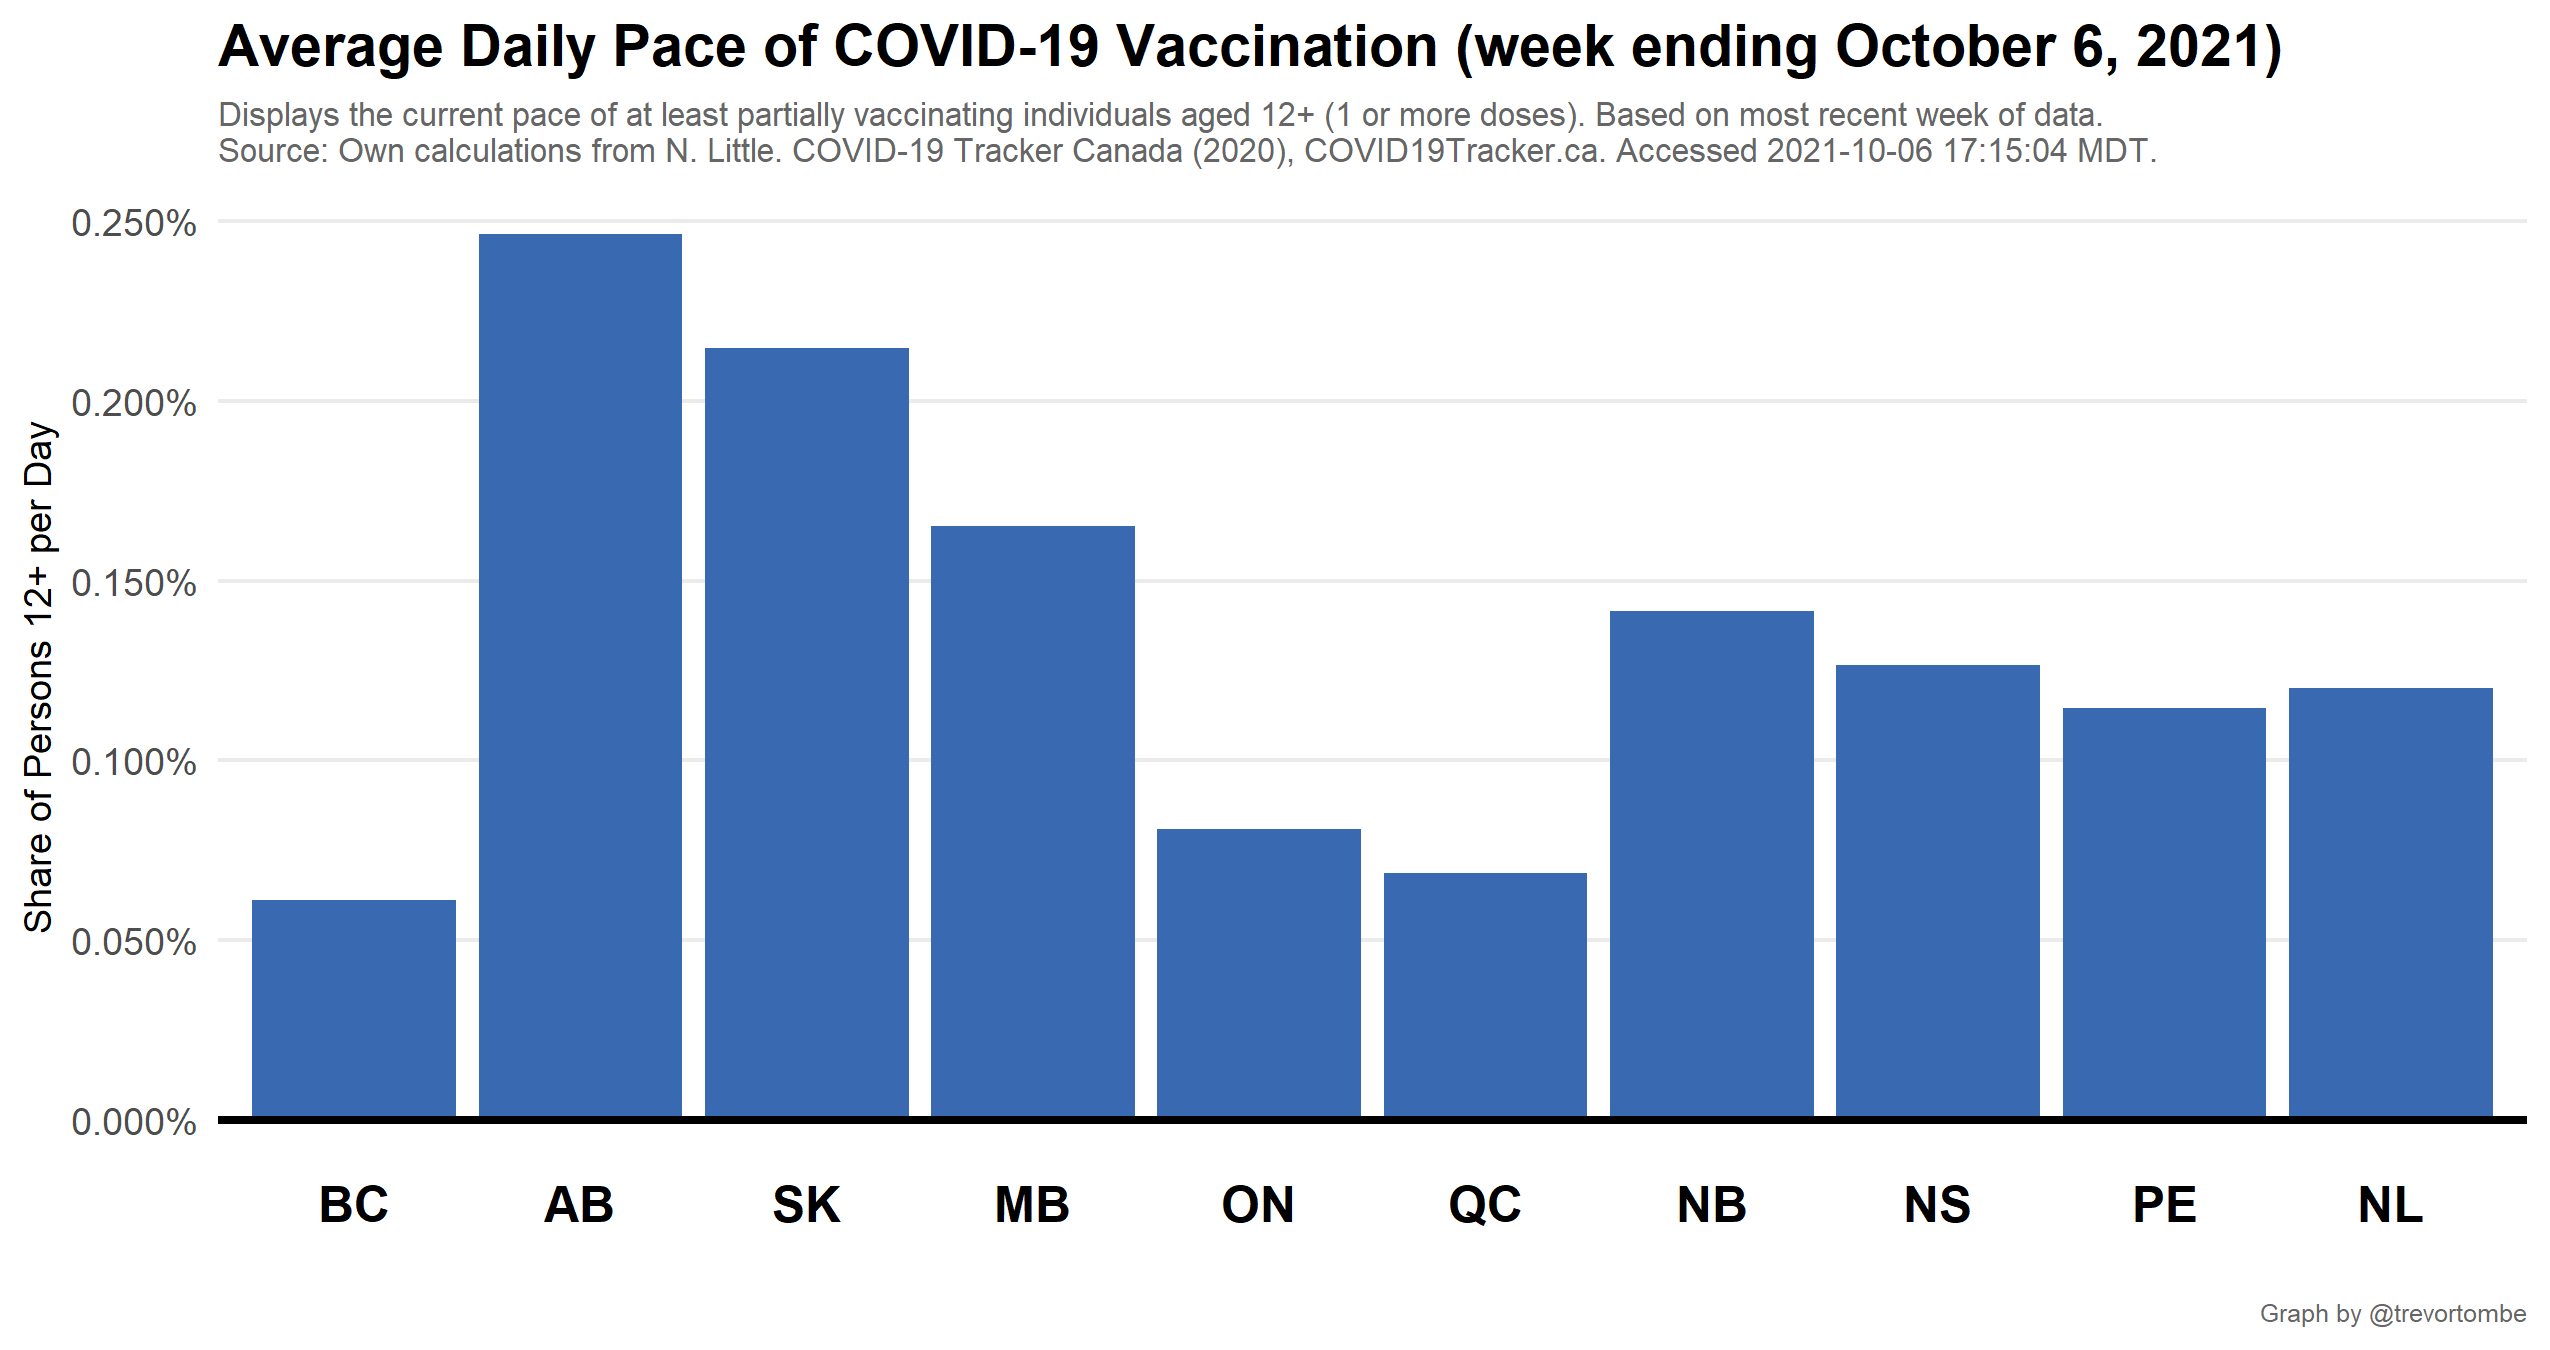 Average Daily Pace of COVID-19 Vaccination (week ending October 6, 2021)
Displays the current pace of at least partially vaccinating individuals aged 12+ (1 or more doses). Based on most recent week of data.
Source: Own calculations from N. Little. COVID-19 Tracker Canada (2020), COVID19Tracker.ca. Accessed 2021-10-06 17:15:04 MDT.
Share of Persons 12+ per Day
0.250%
0.200%
0.150%
0.100%
0.050%
0.000%
BC AB SK MB ON QC NB NS PE NL
Graph by @trevortombe